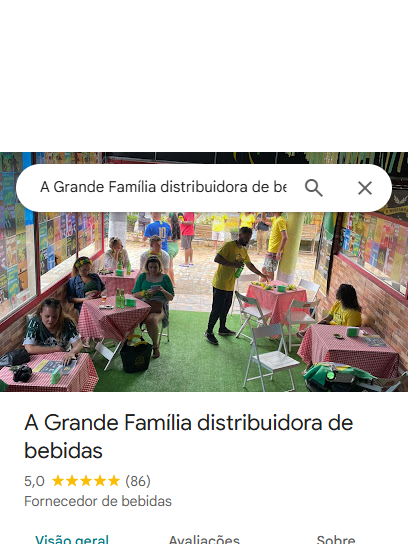 A Grande Família distribuidora de be
A Grande Família distribuidora de
bebidas
5,0 (86)
Fornecedor de bebidas
Visão geral Avaliações Sobre